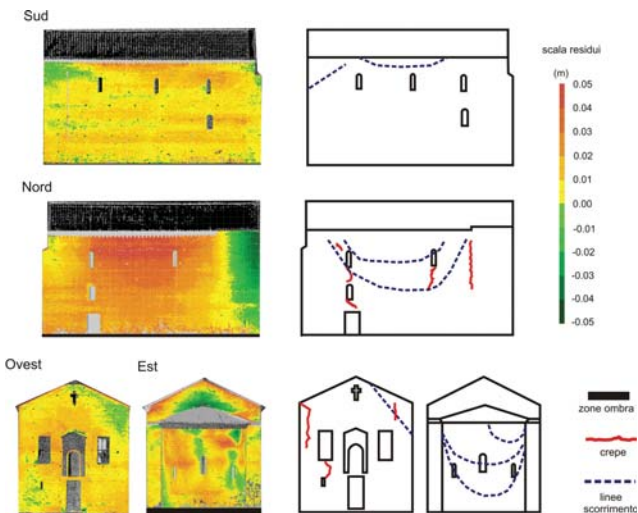 Sud
scala residui
(m)
0.05
0.04
0.03
0.02
0.01
0.00
-0.01
-0.02
-0.03
-0.04
-0.05
Nord
Ovest
Est
zone ombra
crepe
linee
scorrimento